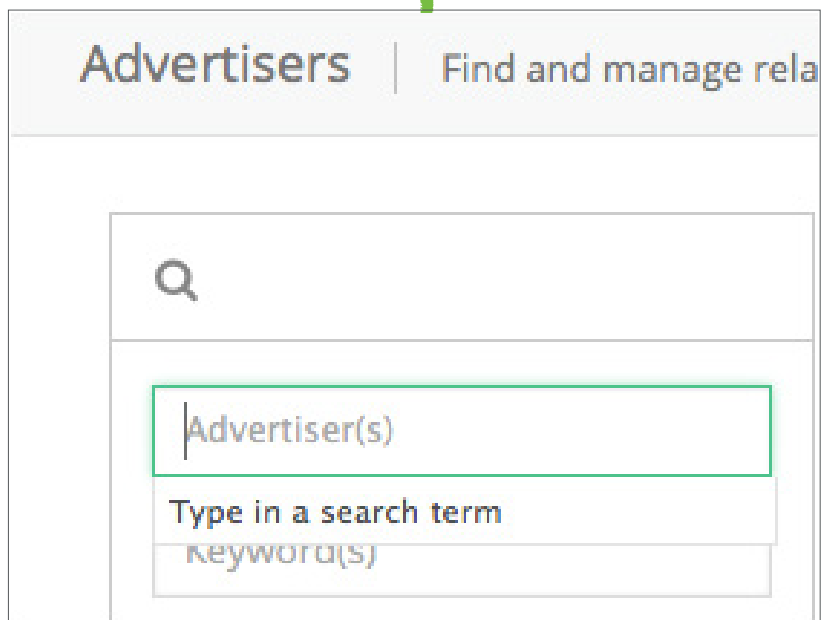 Advertisers
Find and manage rela
Advertiser(s)
Type in a search term
Keyword(s)